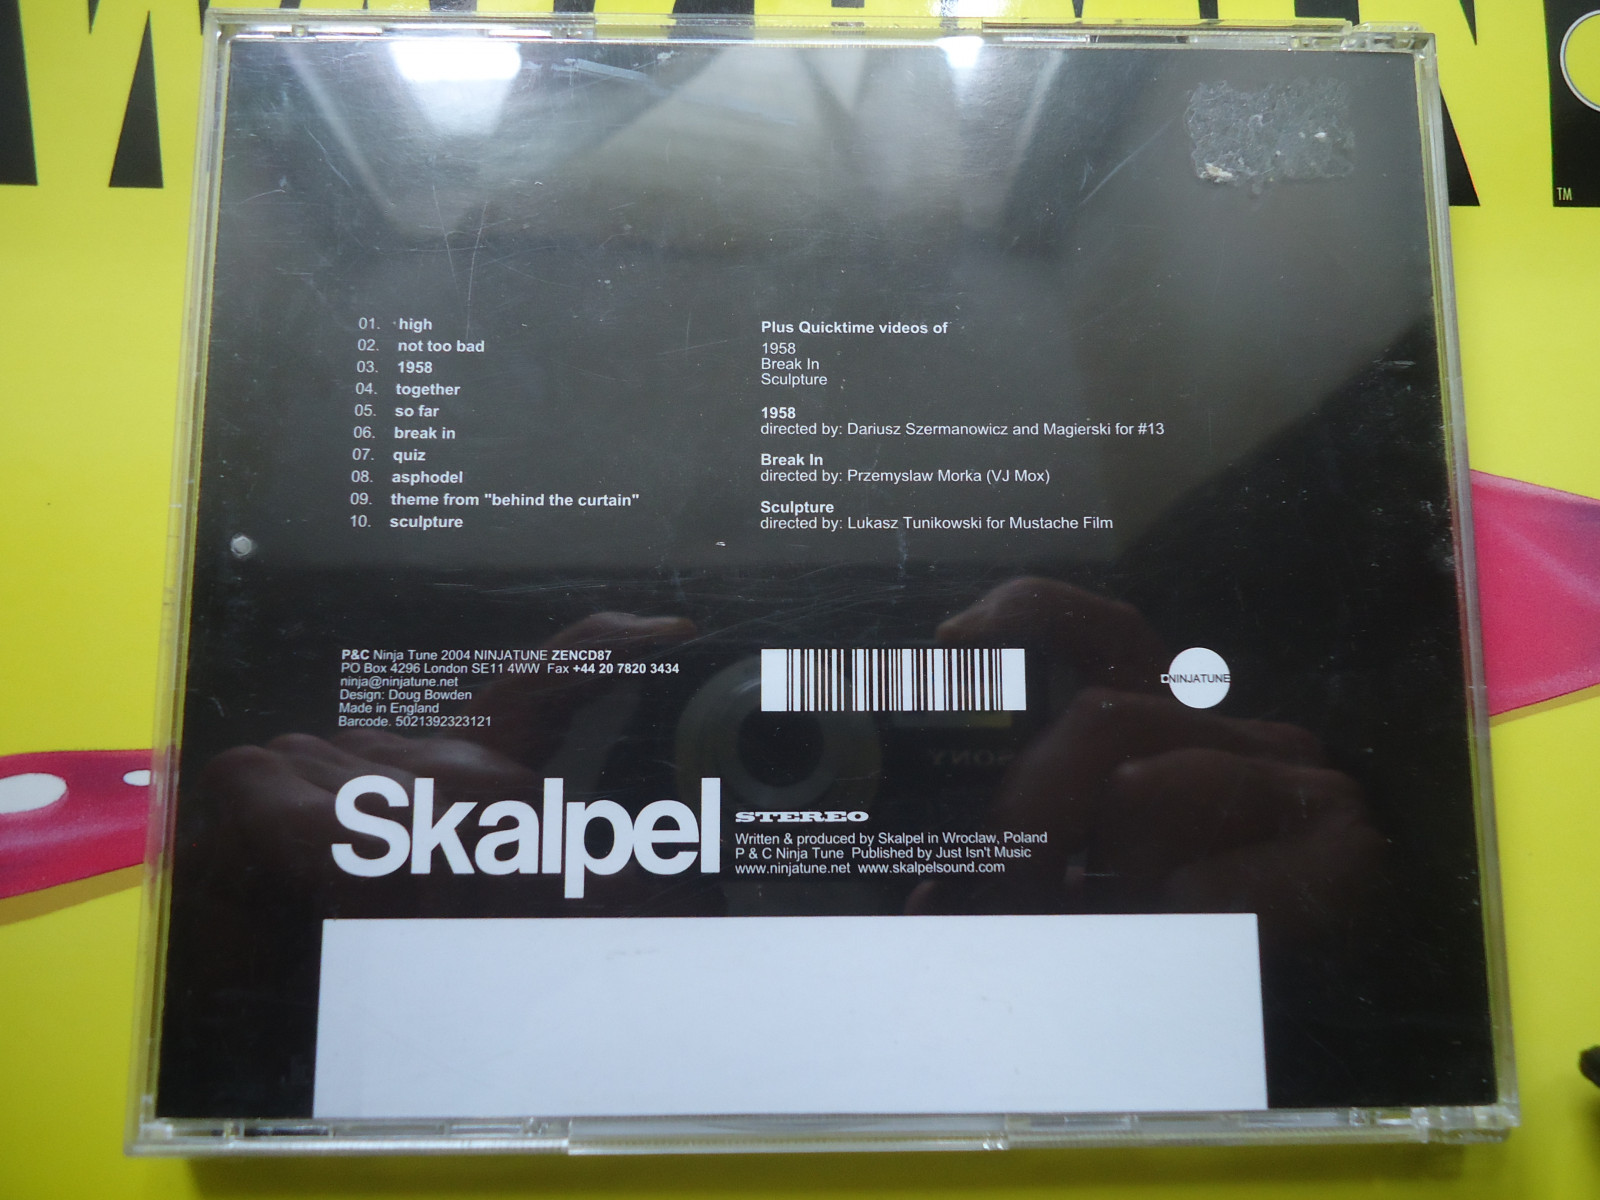 TM
01. high
02. not too bad
03. 1958
04. together
05. so far
06. break in
07. quiz
08. asphodel
09. theme from "behind the curtain"
10. sculpture
Plus Quicktime videos of
1958
Break In
Sculpture
1958
directed by: Dariusz Szermanowicz and Magierski for #13
Break In
directed by: Przemyslaw Morka (VJ Mox)
Sculpture
directed by: Lukasz Tunikowski for Mustache Film
P&C Ninja Tune 2004 NINJATUNE ZENCD87
PO Box 4296 London SE11 4WW Fax +44 20 7820 3434
ninja@ninjatune.net
Design: Doug Bowden
Made in England
Barcode. 5021392323121
NINJATUNE
SONY
Skalpel
STEREO
Written & produced by Skalpel in Wroclaw, Poland
P & C Ninja Tune Published by Just Isn't Music
www.ninjatune.net www.skalpelsound.com